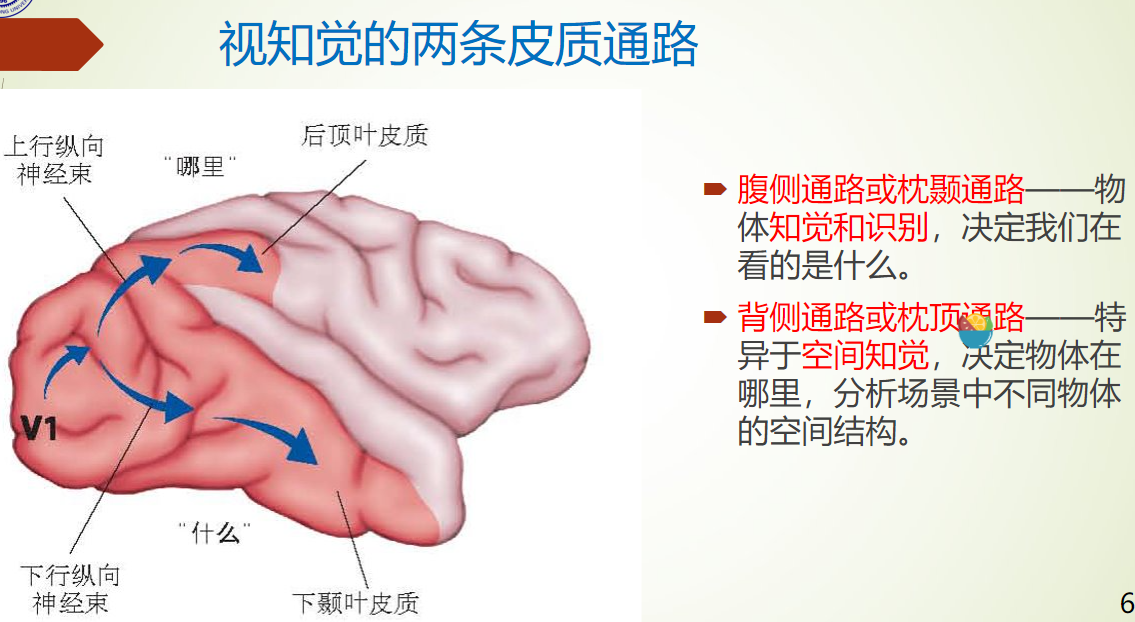 视知觉的两条皮质通路
上行纵向
神经束
“哪里”
后顶叶皮质
V1
“什么”
下行纵向
神经束
下颞叶皮质
腹侧通路或枕颞通路——物
体知觉和识别，决定我们在
看的是什么。
背侧通路或枕顶通路——特
异于空间知觉，决定物体在
哪里，分析场景中不同物体
的空间结构。
6